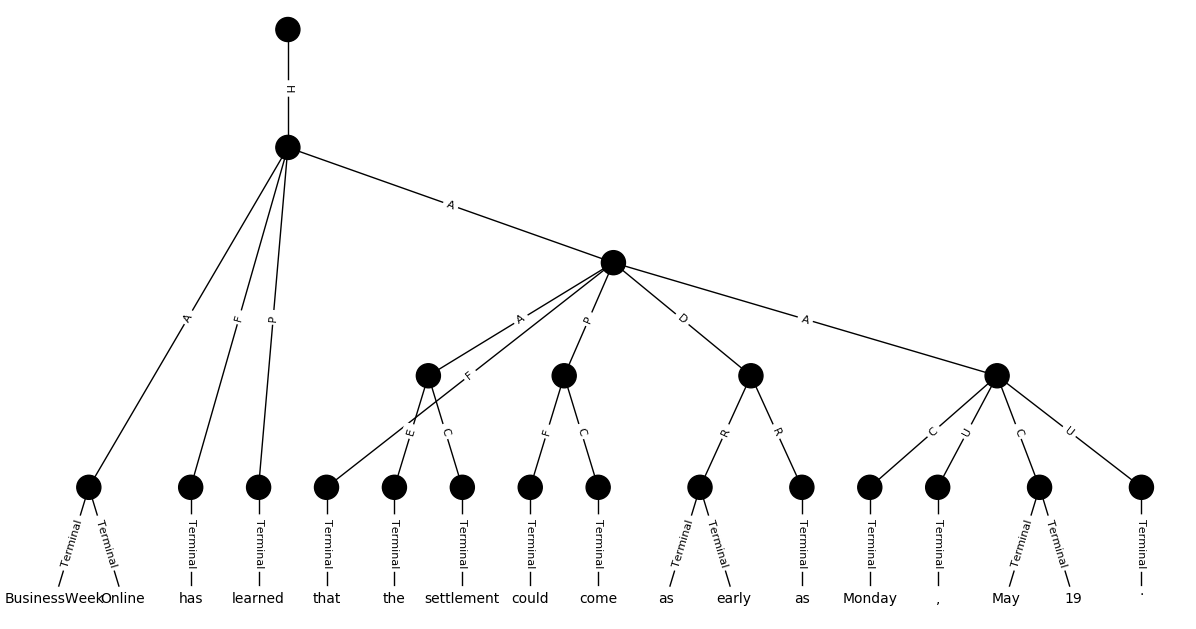 H
A
A F P A P D A
F
E C F C R R C U C U
Terminal Terminal Terminal Terminal Terminal Terminal Terminal Terminal Terminal Terminal Terminal Terminal Terminal Terminal Terminal Terminal Terminal
BusinessWeek Online has learned that the settlement could come as early as Monday , May 19 .